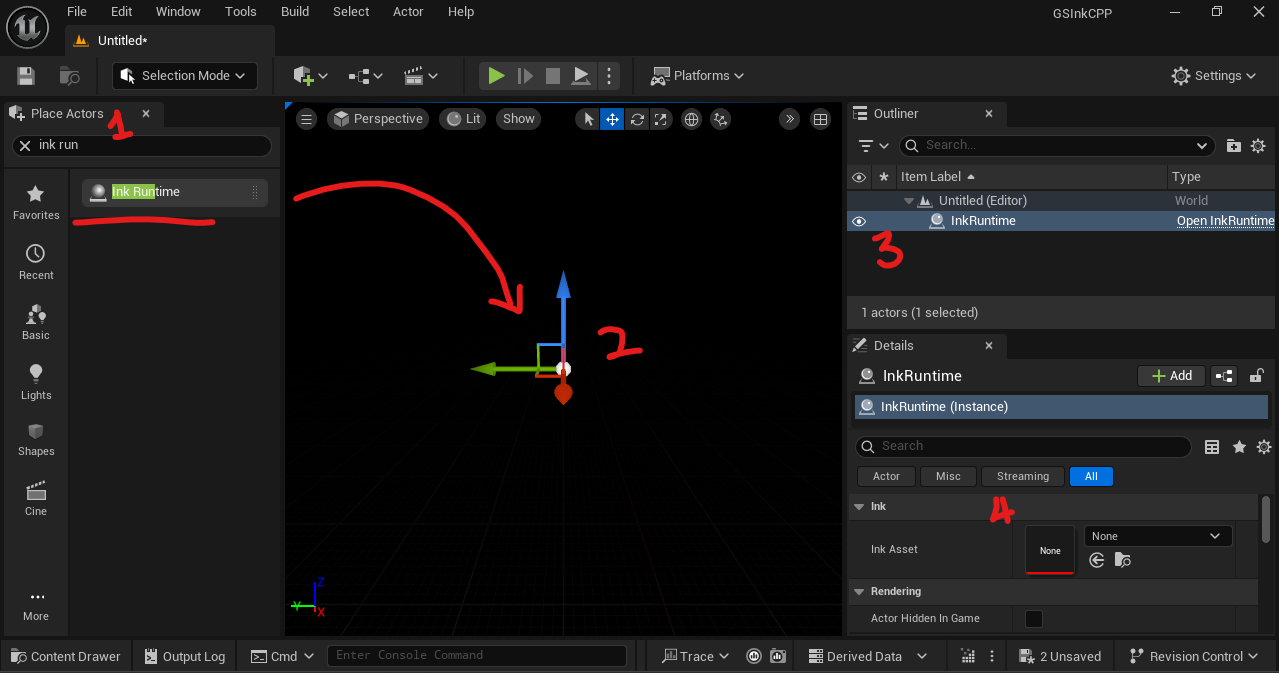 File Edit Window Tools Build Select Actor Help
GSInkCPP
Untitled*
Selection Mode
Platforms
Settings
Place Actors
1
ink run
Ink Runtime
Favorites
Recent
Basic
Lights
Shapes
Cine
More
Perspective
Lit
Show
2
Z
Y
X
Outliner
Search...
Item Label
Type
Untitled (Editor)
World
InkRuntime
Open InkRuntime
3
1 actors (1 selected)
Details
InkRuntime
Add
InkRuntime (Instance)
Search
Actor
Misc
Streaming
All
4
Ink
Ink Asset
None
None
Rendering
Actor Hidden In Game
Content Drawer
Output Log
Cmd
Enter Console Command
Trace
Derived Data
2 Unsaved
Revision Control